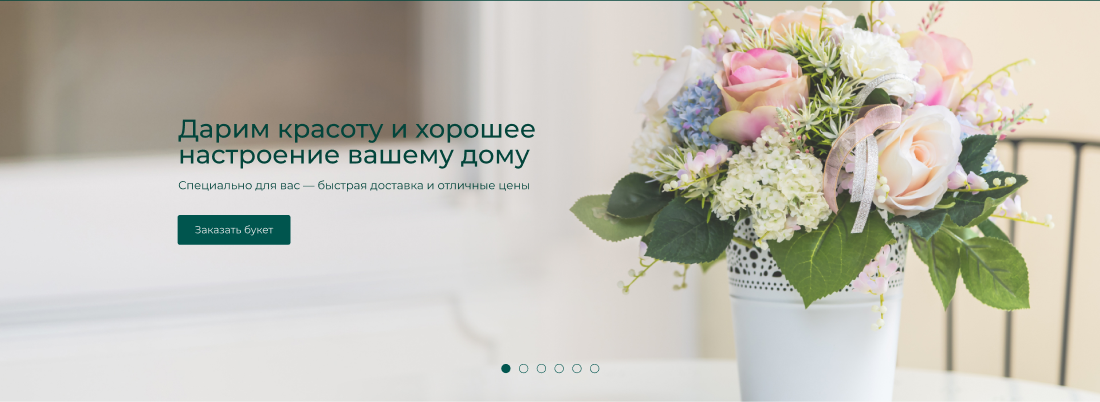 Дарим красоту и хорошее
настроение вашему дому
Специально для вас — быстрая доставка и отличные цены
Заказать букет